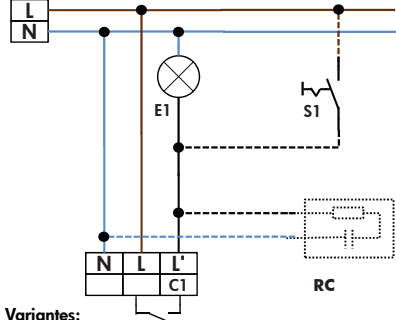 L
N
E1
S1
N L L'
C1
RC
Variantes: